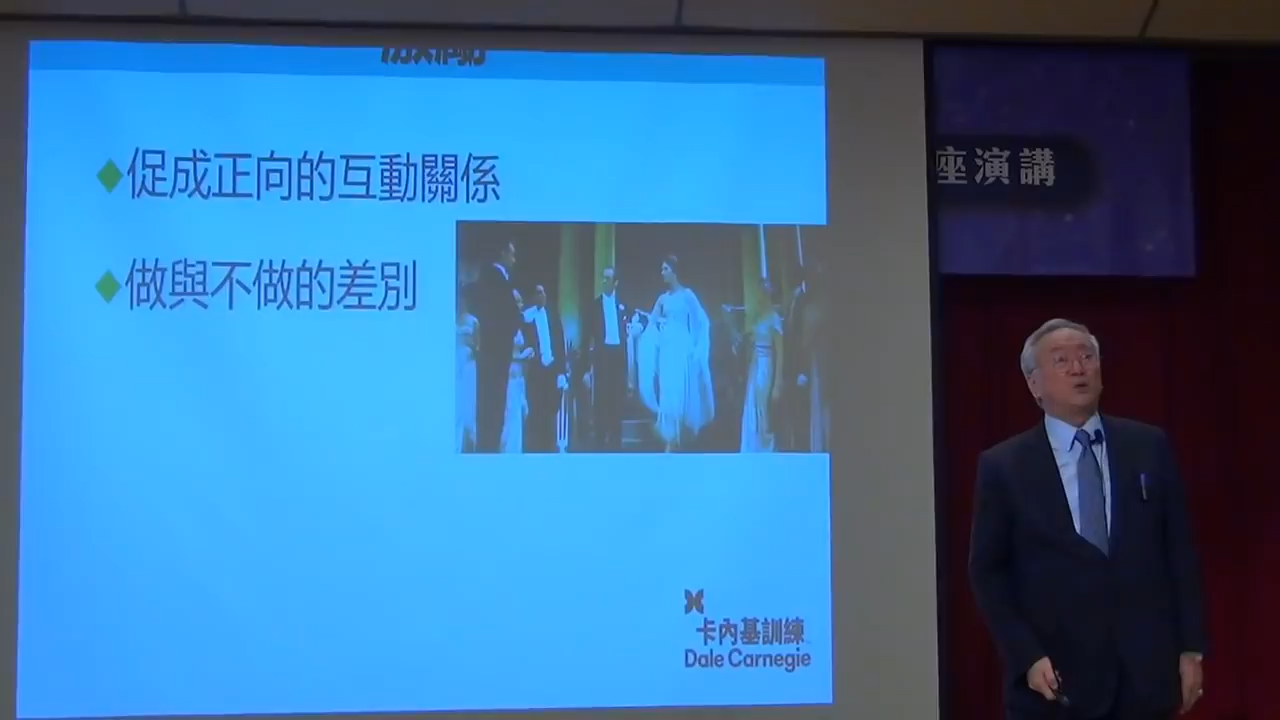 促成正向的互動關係
做與不做的差別
卡內基訓練
Dale Carnegie
座演講